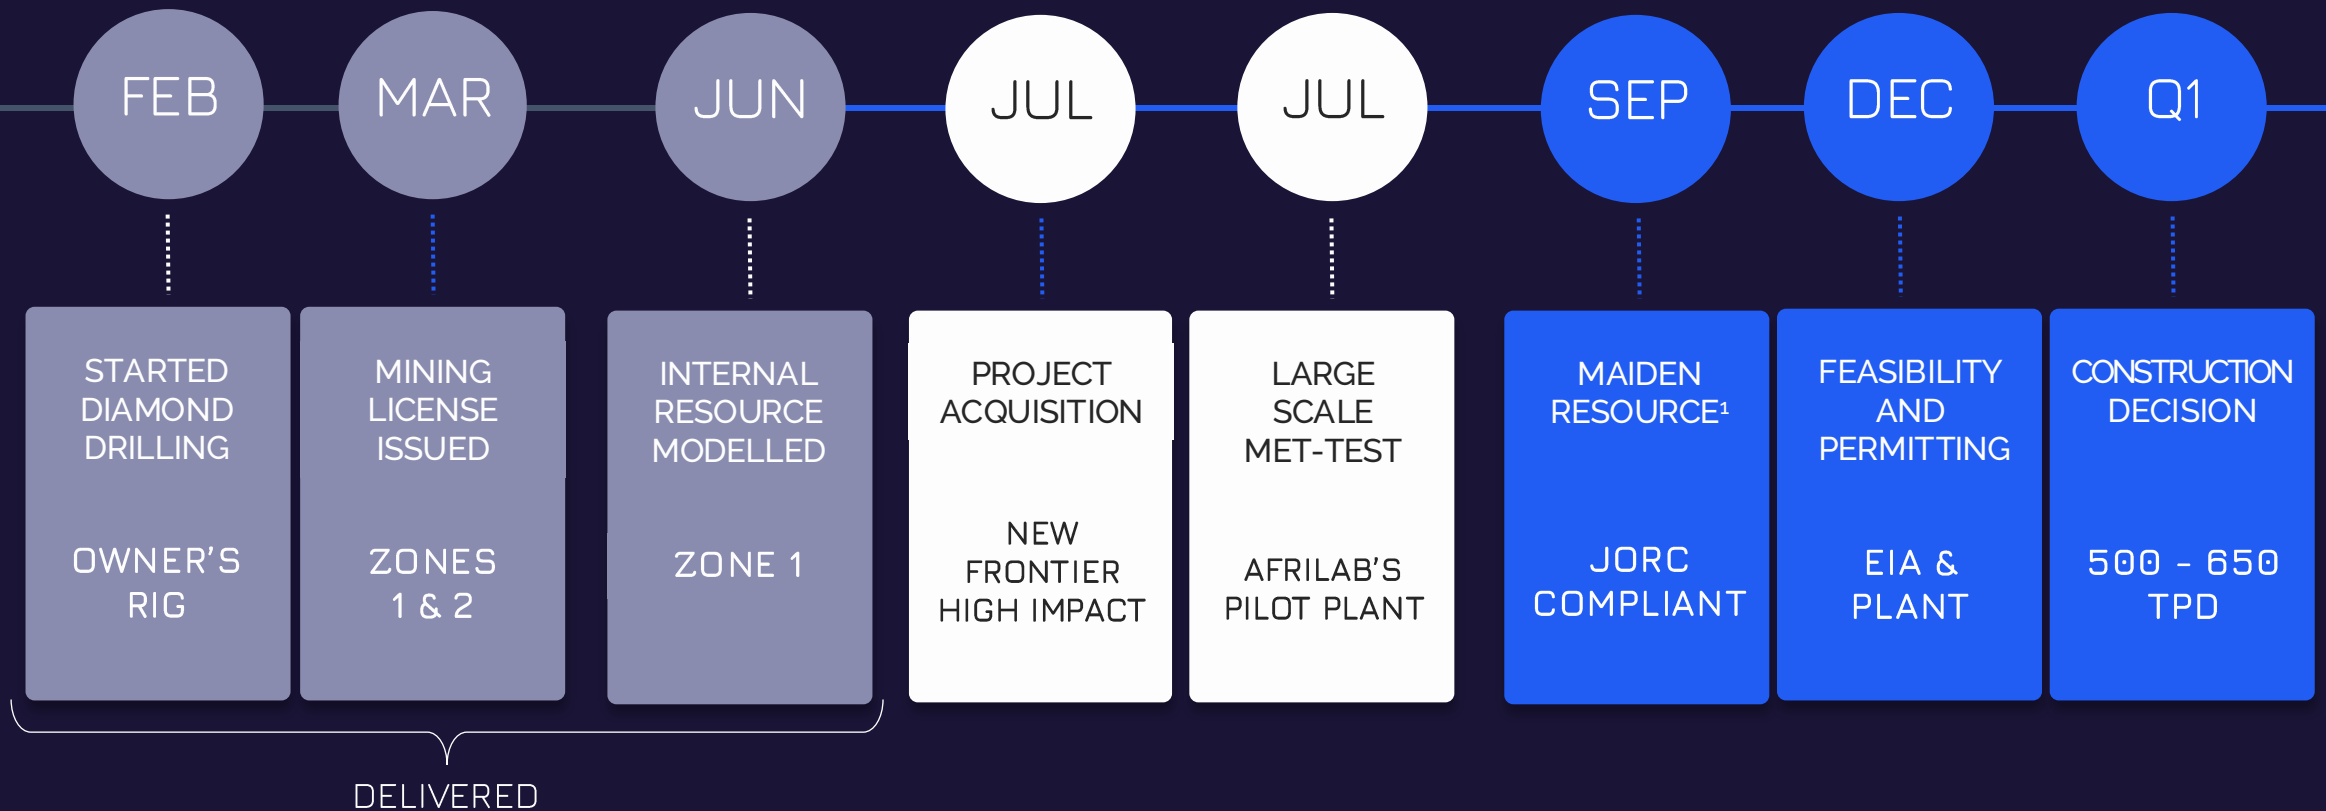 FEB
MAR
JUN
JUL
JUL
SEP
DEC
Q1
STARTED
DIAMOND
DRILLING
OWNER'S
RIG
MINING
LICENSE
ISSUED
ZONES
1 & 2
INTERNAL
RESOURCE
MODELLED
ZONE 1
PROJECT
ACQUISITION
NEW
FRONTIER
HIGH IMPACT
LARGE
SCALE
MET-TEST
AFRILAB'S
PILOT PLANT
MAIDEN
RESOURCE¹
JORC
COMPLIANT
FEASIBILITY
AND
PERMITTING
EIA &
PLANT
CONSTRUCTION
DECISION
500 - 650
TPD
DELIVERED